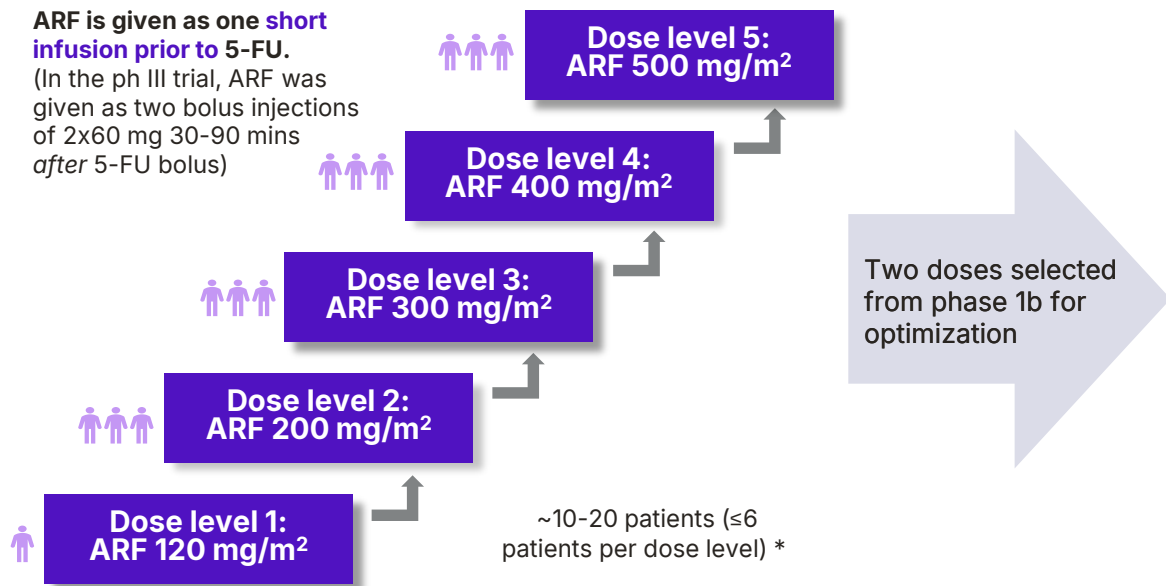 ARF is given as one short
infusion prior to 5-FU.
(In the ph III trial, ARF was
given as two bolus injections
of 2x60 mg 30-90 mins
after 5-FU bolus)
Dose level 5:
ARF 500 mg/m²
Dose level 4:
ARF 400 mg/m²
Dose level 3:
ARF 300 mg/m²
Dose level 2:
ARF 200 mg/m²
Dose level 1:
ARF 120 mg/m²
~10-20 patients (≤6
patients per dose level) *
Two doses selected
from phase 1b for
optimization